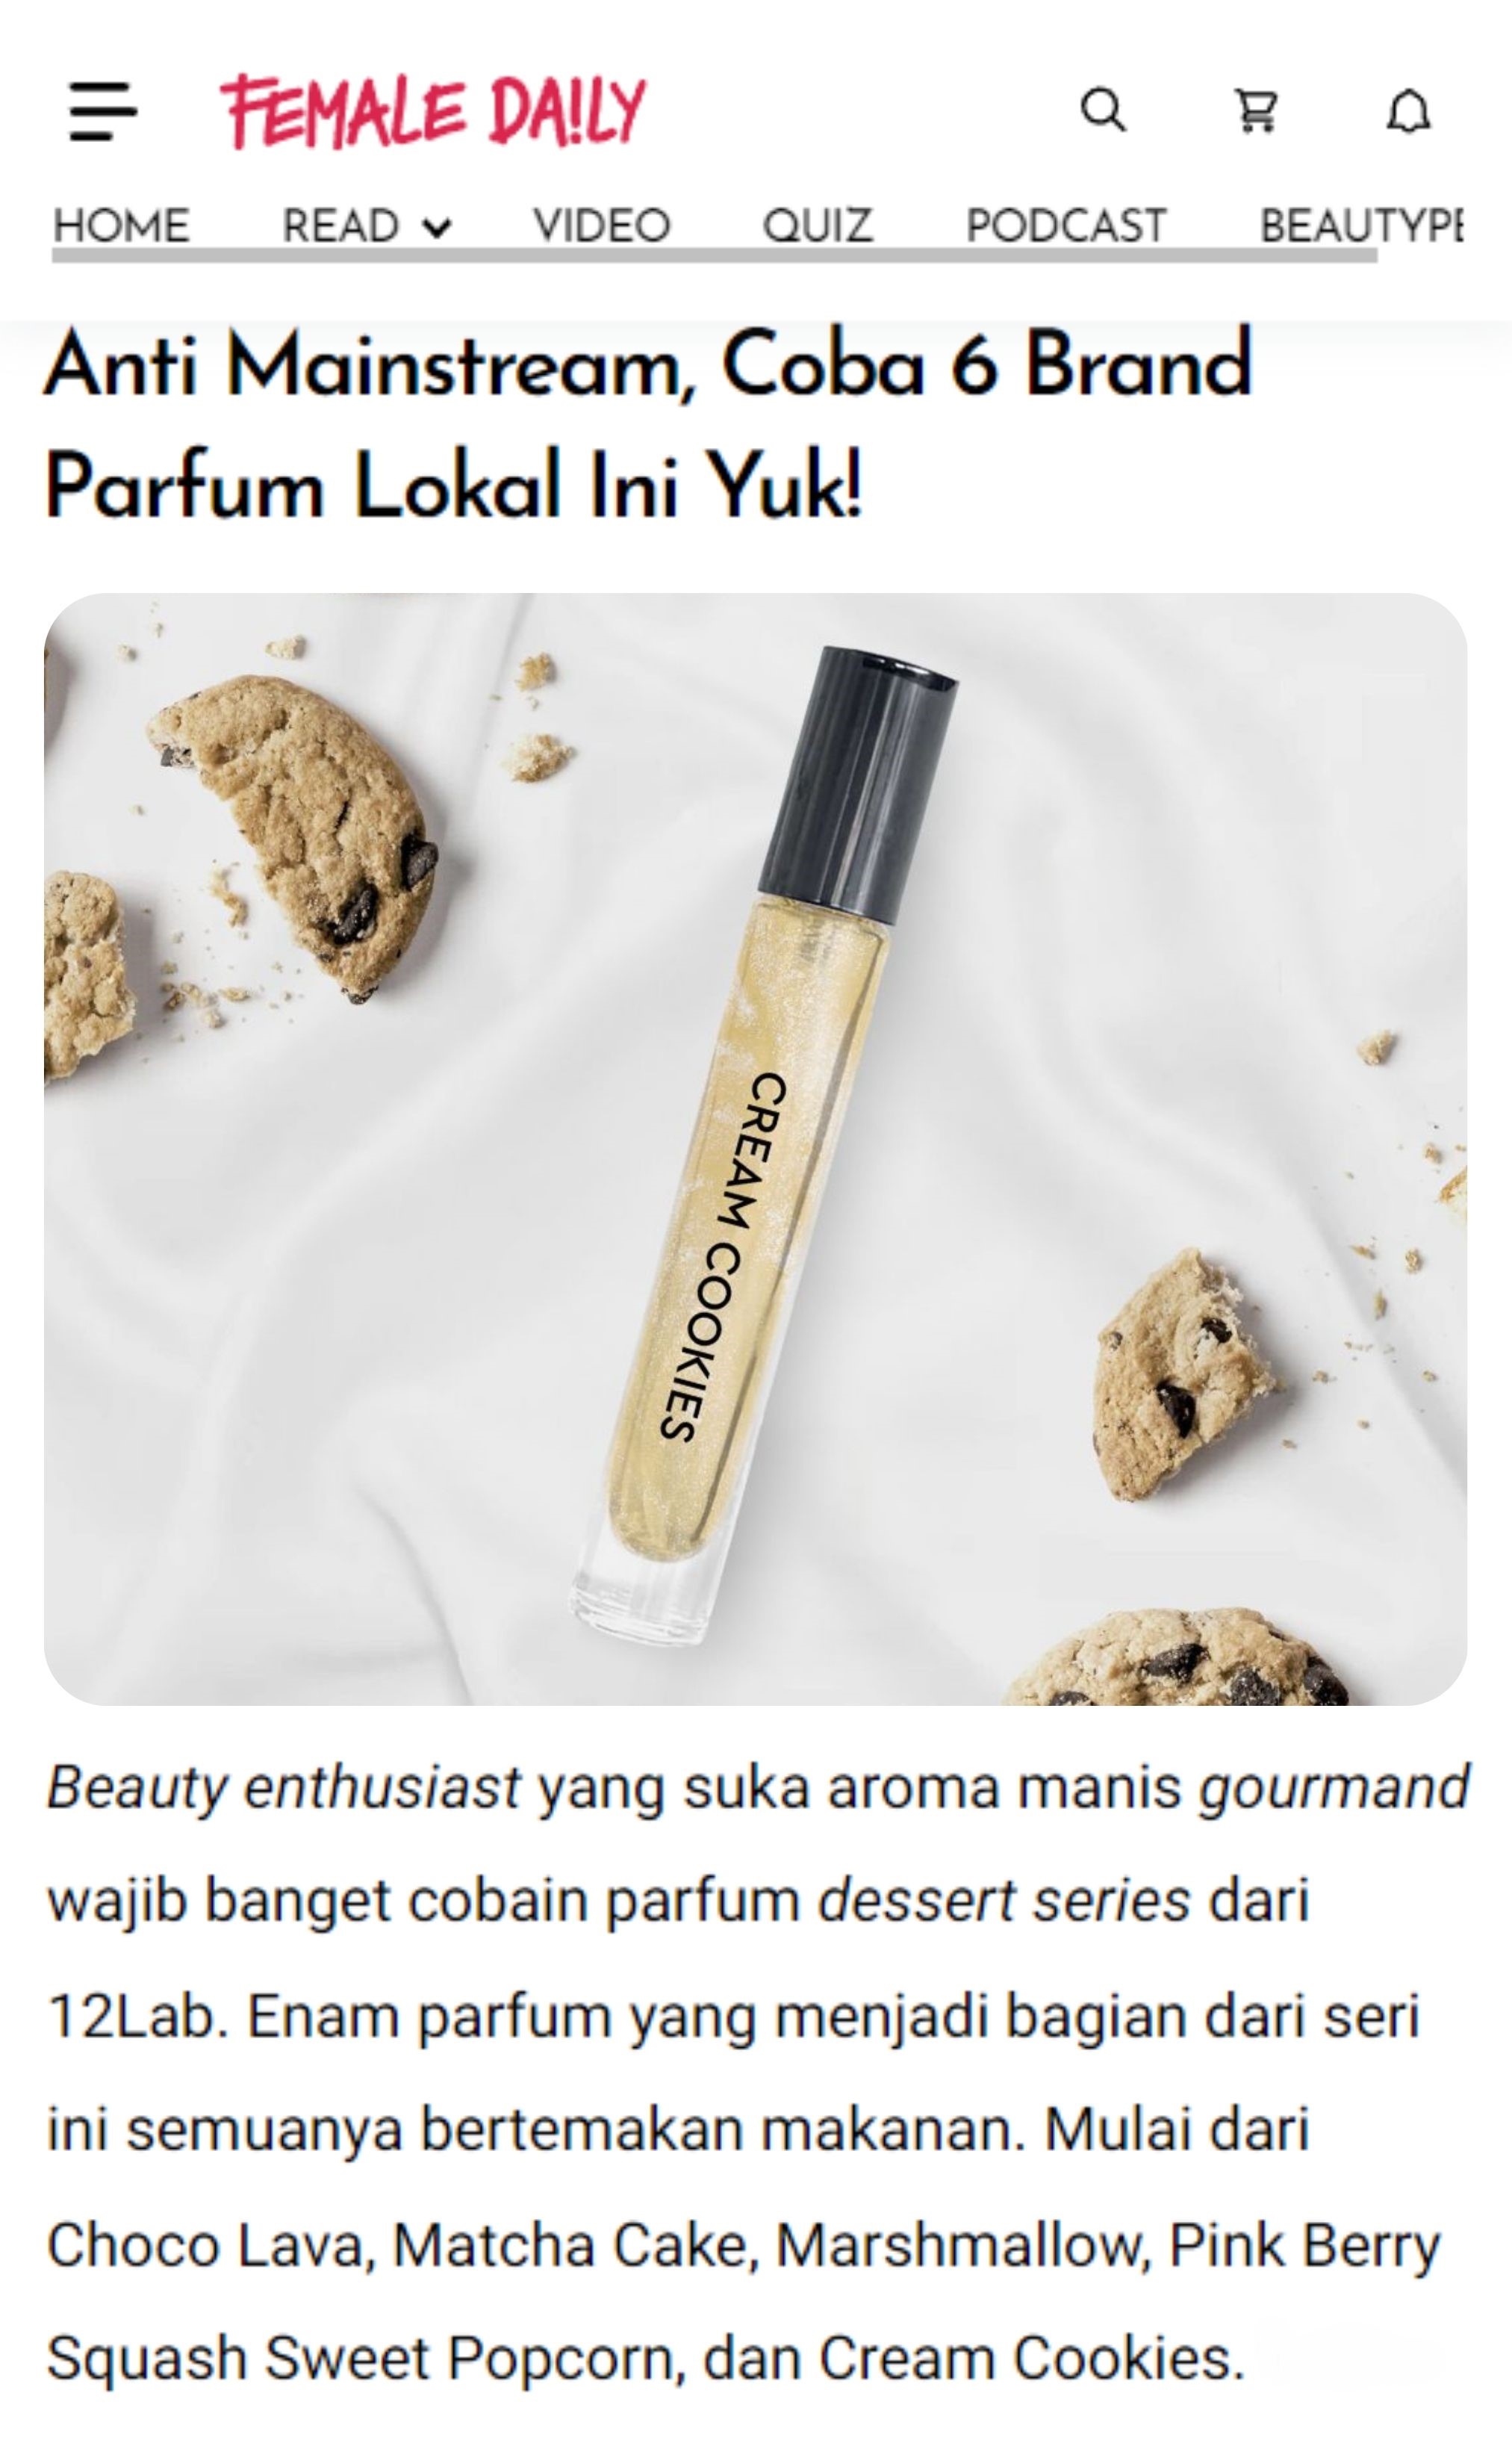 FEMALE DA!LY
HOME READ VIDEO QUIZ PODCAST BEAUTYPE
Anti Mainstream, Coba 6 Brand
Parfum Lokal Ini Yuk!
CREAM COOKIES
Beauty enthusiast yang suka aroma manis gourmand
wajib banget cobain parfum dessert series dari
12Lab. Enam parfum yang menjadi bagian dari seri
ini semuanya bertemakan makanan. Mulai dari
Choco Lava, Matcha Cake, Marshmallow, Pink Berry
Squash Sweet Popcorn, dan Cream Cookies.